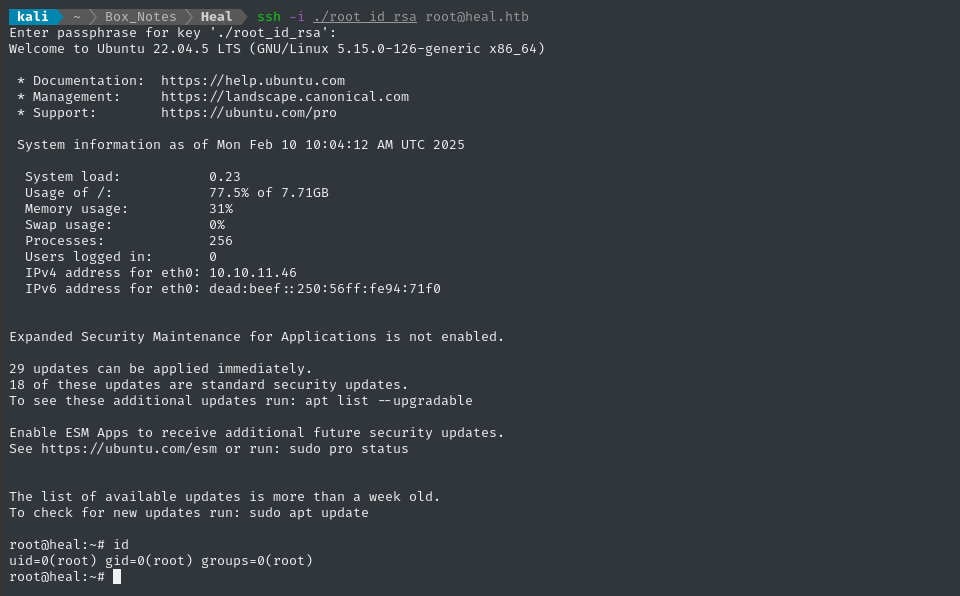 kali ~ Box_Notes Heal ssh -i ./root_id_rsa root@heal.htb
Enter passphrase for key './root_id_rsa':
Welcome to Ubuntu 22.04.5 LTS (GNU/Linux 5.15.0-126-generic x86_64)
* Documentation: https://help.ubuntu.com
* Management: https://landscape.canonical.com
* Support: https://ubuntu.com/pro
System information as of Mon Feb 10 10:04:12 AM UTC 2025
System load: 0.23
Usage of /: 77.5% of 7.71GB
Memory usage: 31%
Swap usage: 0%
Processes: 256
Users logged in: 0
IPv4 address for eth0: 10.10.11.46
IPv6 address for eth0: dead:beef::250:56ff:fe94:71f0
Expanded Security Maintenance for Applications is not enabled.
29 updates can be applied immediately.
18 of these updates are standard security updates.
To see these additional updates run: apt list --upgradable
Enable ESM Apps to receive additional future security updates.
See https://ubuntu.com/esm or run: sudo pro status
The list of available updates is more than a week old.
To check for new updates run: sudo apt update
root@heal:~# id
uid=0(root) gid=0(root) groups=0(root)
root@heal:~#